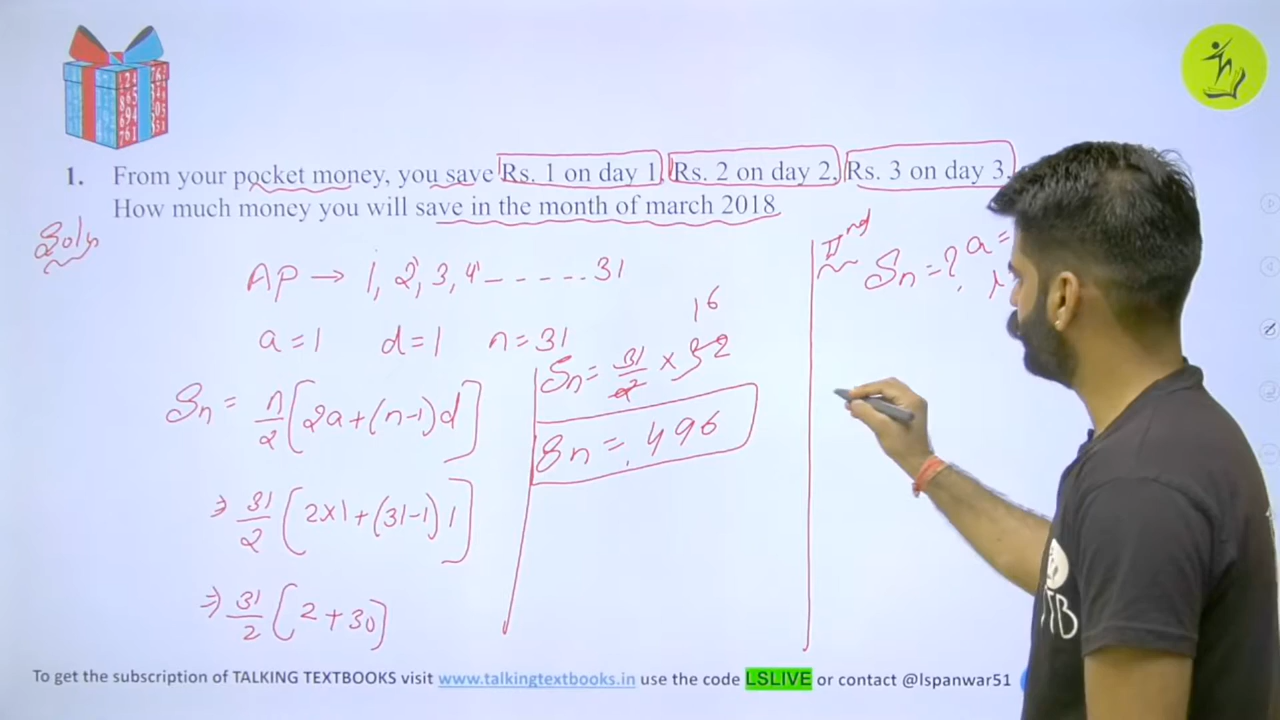 1. From your pocket money, you save Rs. 1 on day 1, Rs. 2 on day 2, Rs. 3 on day 3.
How much money you will save in the month of march 2018
Soln
AP → 1, 2, 3, 4 ------ 31
a = 1 d = 1 n = 31
Sn = n/2 [2a + (n-1)d]
⇒ 31/2 [2×1 + (31-1) 1]
⇒ 31/2 [2 + 30]
16
Sn = 31/2 × 32
Sn = 496
IInd
Sn = ? a =
To get the subscription of TALKING TEXTBOOKS visit www.talkingtextbooks.in use the code LSLIVE or contact @lspanwar51
TB